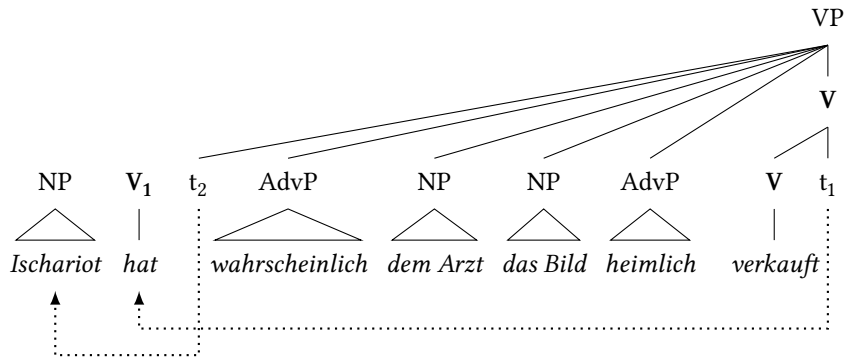 VP
V
NP V₁ t₂ AdvP NP NP AdvP V t₁
Ischariot hat wahrscheinlich dem Arzt das Bild heimlich verkauft